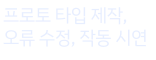 프로토 타입 제작,
오류 수정, 작동 시연